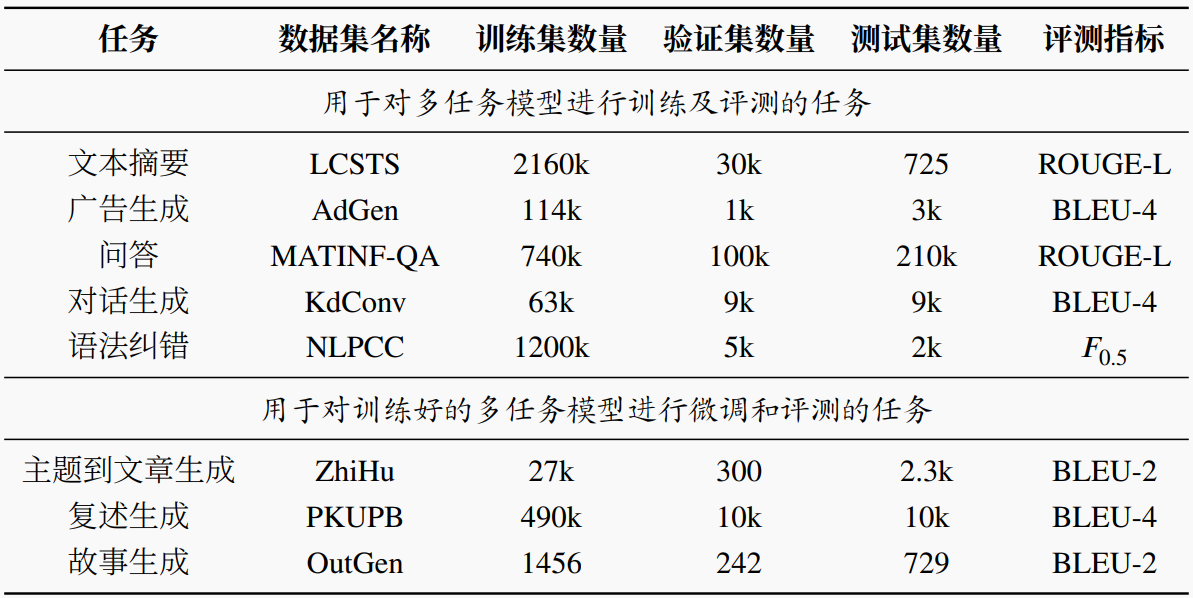 任务 数据集名称 训练集数量 验证集数量 测试集数量 评测指标
用于对多任务模型进行训练及评测的任务
文本摘要 LCSTS 2160k 30k 725 ROUGE-L
广告生成 AdGen 114k 1k 3k BLEU-4
问答 MATINF-QA 740k 100k 210k ROUGE-L
对话生成 KdConv 63k 9k 9k BLEU-4
语法纠错 NLPCC 1200k 5k 2k F0.5
用于对训练好的多任务模型进行微调和评测的任务
主题到文章生成 ZhiHu 27k 300 2.3k BLEU-2
复述生成 PKUPB 490k 10k 10k BLEU-4
故事生成 OutGen 1456 242 729 BLEU-2